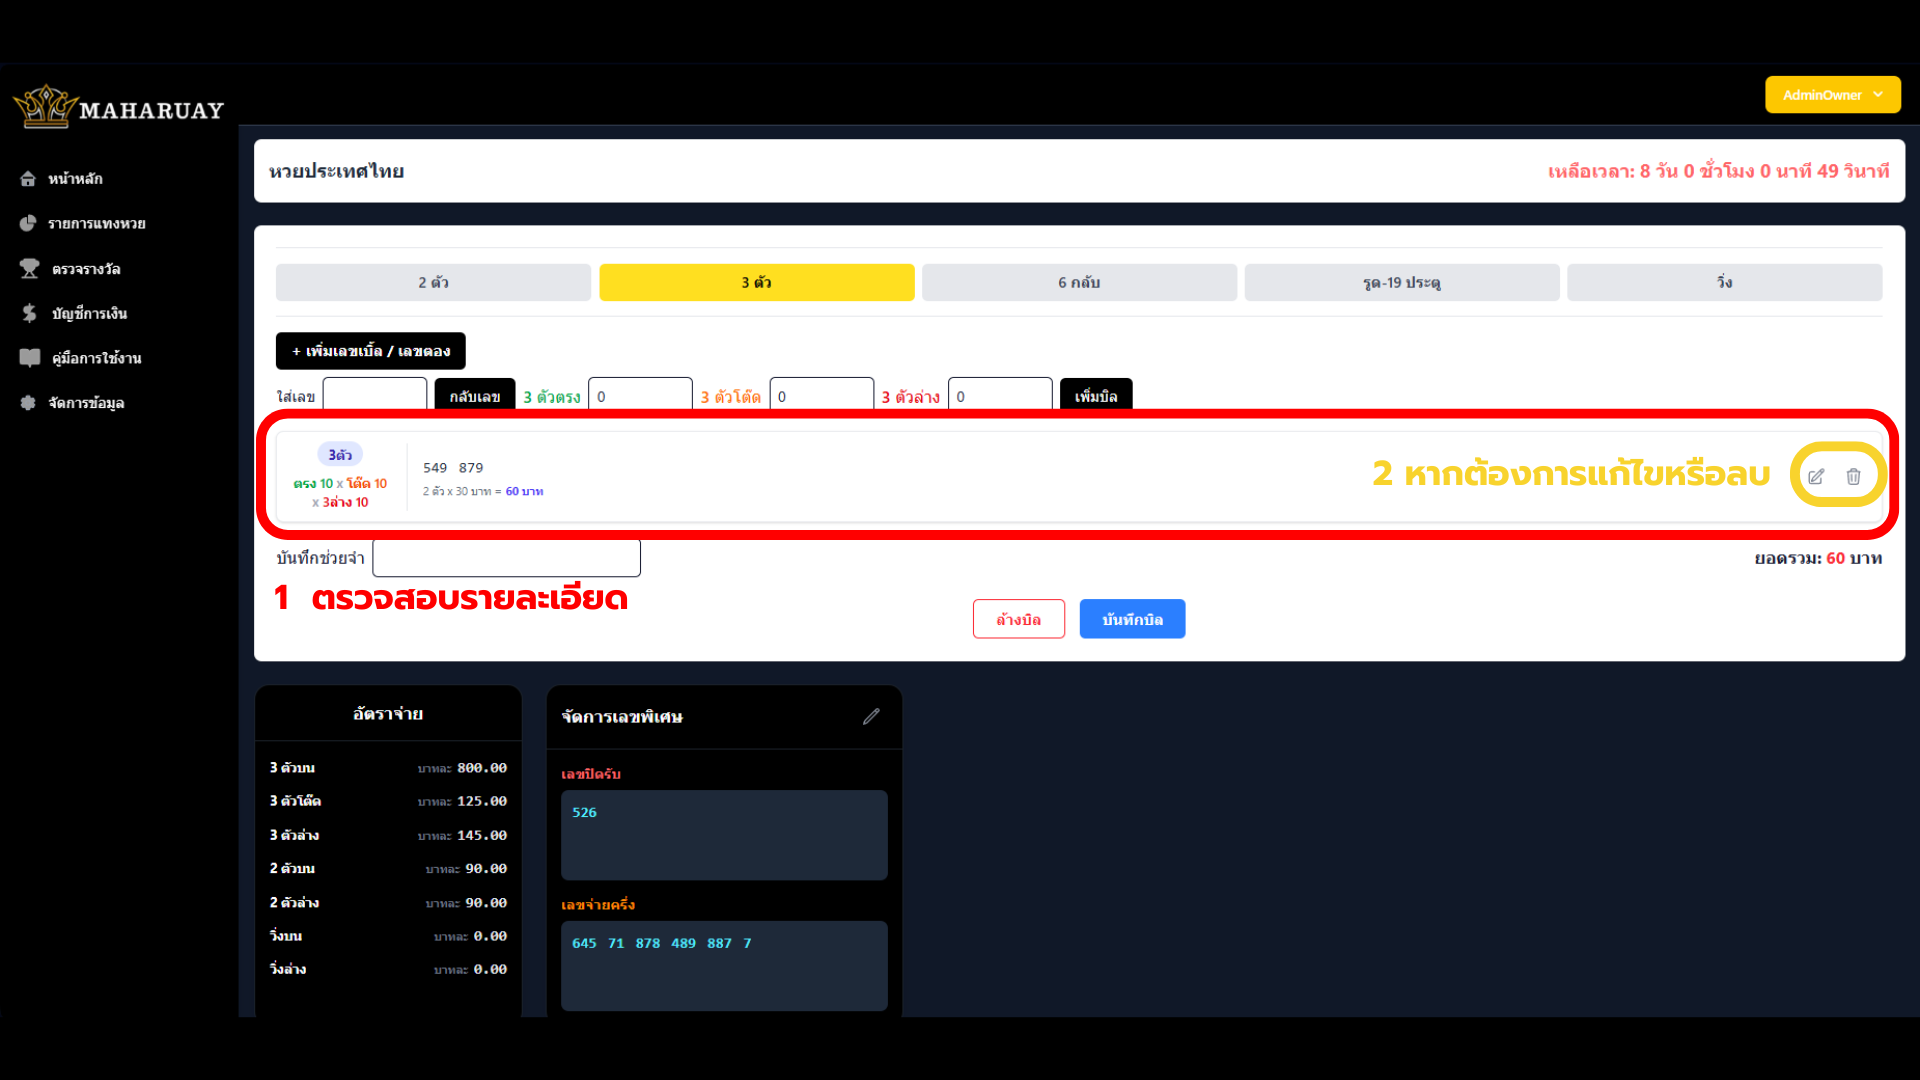 MAHARUAY
AdminOwner
หน้าหลัก
รายการแทงหวย
ตรวจรางวัล
บัญชีการเงิน
คู่มือการใช้งาน
จัดการข้อมูล
หวยประเทศไทย
เหลือเวลา: 8 วัน 0 ชั่วโมง 0 นาที 49 วินาที
2 ตัว
3 ตัว
6 กลับ
รูด-19 ประตู
วิ่ง
+ เพิ่มเลขเบิ้ล / เลขตอง
ใส่เลข กลับเลข 3 ตัวตรง 0 3 ตัวโต๊ด 0 3 ตัวล่าง 0 เพิ่มบิล
3ตัว
ตรง 10 x โต๊ด 10
x 3ล่าง 10
549 879
2 ตัว x 30 บาท = 60 บาท
2 หากต้องการแก้ไขหรือลบ
บันทึกช่วยจำ
ยอดรวม: 60 บาท
1 ตรวจสอบรายละเอียด
ล้างบิล
บันทึกบิล
อัตราจ่าย
3 ตัวบน บาทละ 800.00
3 ตัวโต๊ด บาทละ 125.00
3 ตัวล่าง บาทละ 145.00
2 ตัวบน บาทละ 90.00
2 ตัวล่าง บาทละ 90.00
วิ่งบน บาทละ 0.00
วิ่งล่าง บาทละ 0.00
จัดการเลขพิเศษ
เลขปิดรับ
526
เลขจ่ายครึ่ง
645 71 878 489 887 7